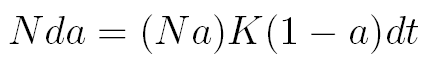 Nda = (Na)K(1 − a)dt